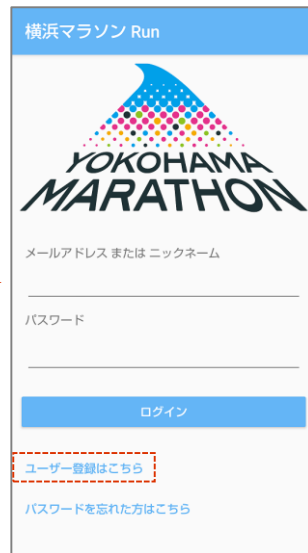 横浜マラソン Run
YOKOHAMA
MARATHON
メールアドレス または ニックネーム
パスワード
ログイン
ユーザー登録はこちら
パスワードを忘れた方はこちら